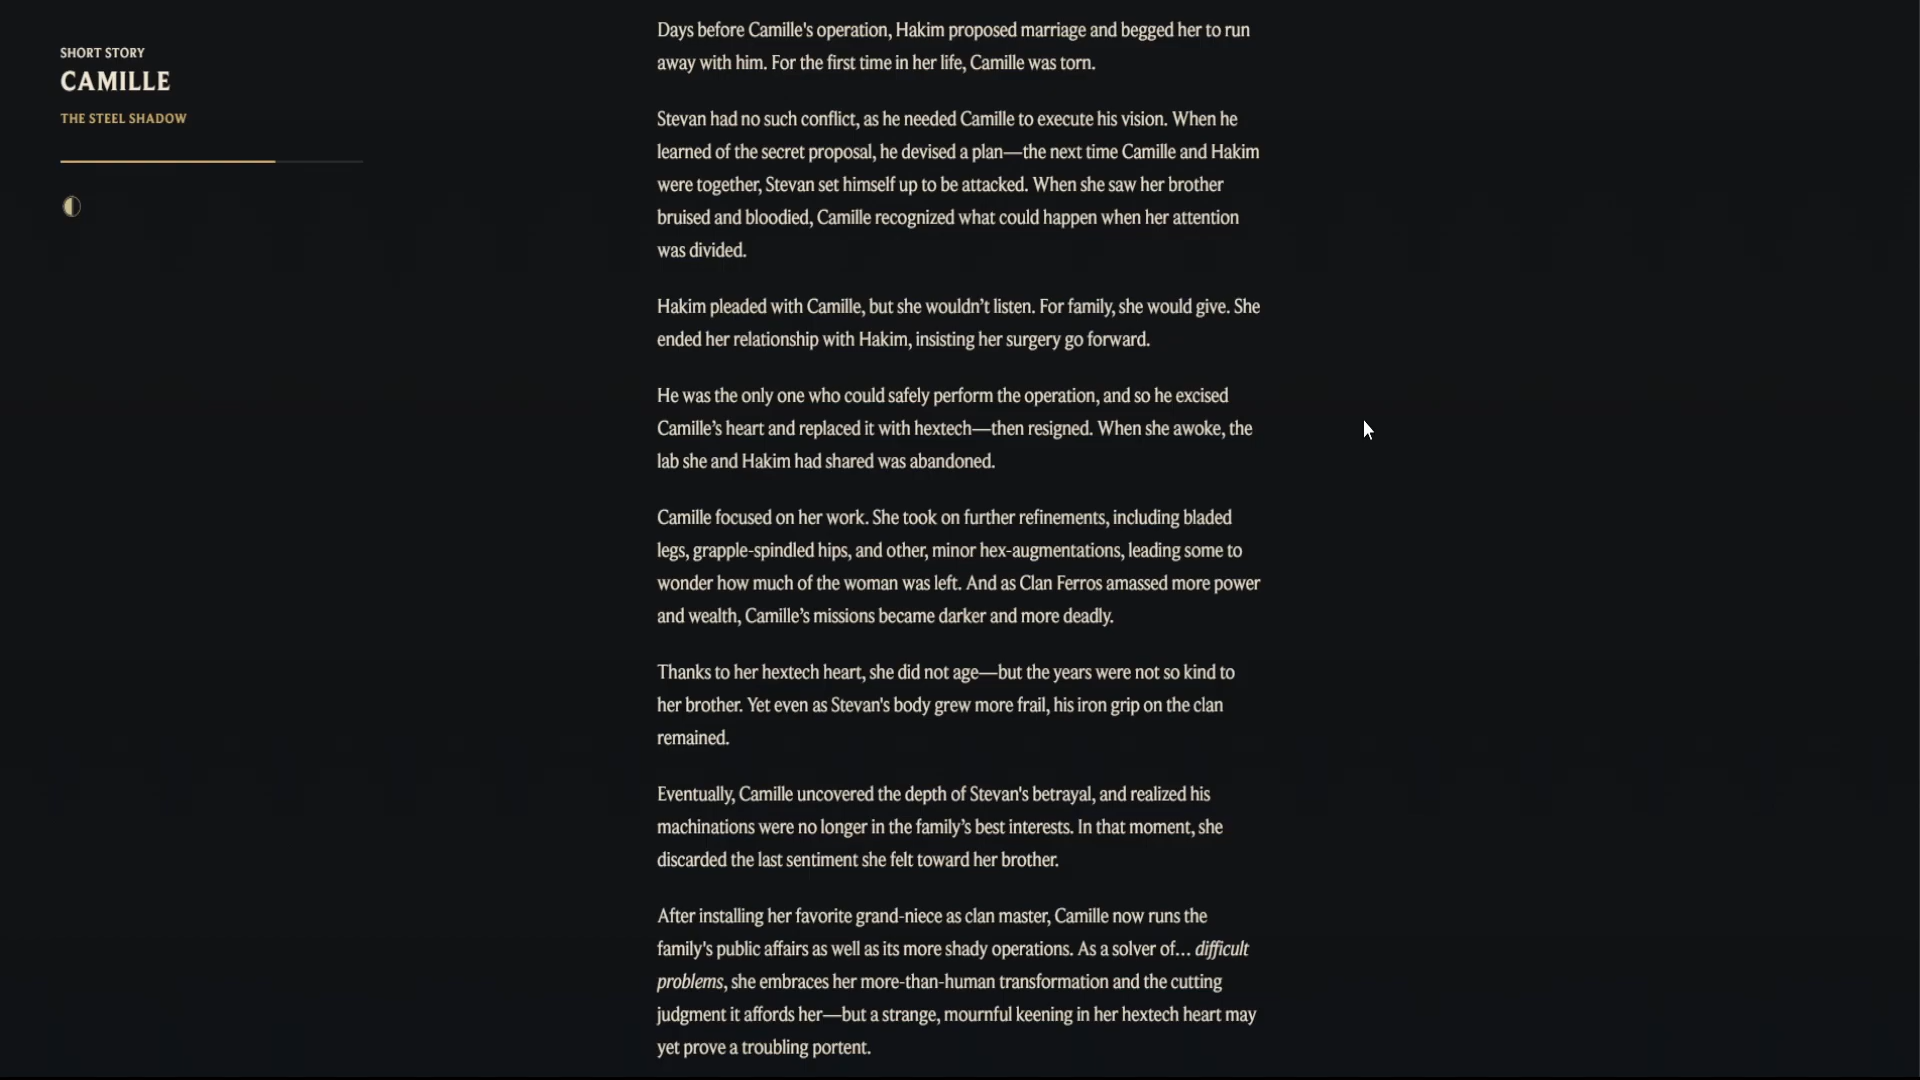 SHORT STORY
CAMILLE
THE STEEL SHADOW
Days before Camille's operation, Hakim proposed marriage and begged her to run
away with him. For the first time in her life, Camille was torn.
Stevan had no such conflict, as he needed Camille to execute his vision. When he
learned of the secret proposal, he devised a plan—the next time Camille and Hakim
were together, Stevan set himself up to be attacked. When she saw her brother
bruised and bloodied, Camille recognized what could happen when her attention
was divided.
Hakim pleaded with Camille, but she wouldn’t listen. For family, she would give. She
ended her relationship with Hakim, insisting her surgery go forward.
He was the only one who could safely perform the operation, and so he excised
Camille’s heart and replaced it with hextech—then resigned. When she awoke, the
lab she and Hakim had shared was abandoned.
Camille focused on her work. She took on further refinements, including bladed
legs, grapple-spindled hips, and other, minor hex-augmentations, leading some to
wonder how much of the woman was left. And as Clan Ferros amassed more power
and wealth, Camille’s missions became darker and more deadly.
Thanks to her hextech heart, she did not age—but the years were not so kind to
her brother. Yet even as Stevan's body grew more frail, his iron grip on the clan
remained.
Eventually, Camille uncovered the depth of Stevan's betrayal, and realized his
machinations were no longer in the family’s best interests. In that moment, she
discarded the last sentiment she felt toward her brother.
After installing her favorite grand-niece as clan master, Camille now runs the
family's public affairs as well as its more shady operations. As a solver of… difficult
problems, she embraces her more-than-human transformation and the cutting
judgment it affords her—but a strange, mournful keening in her hextech heart may
yet prove a troubling portent.